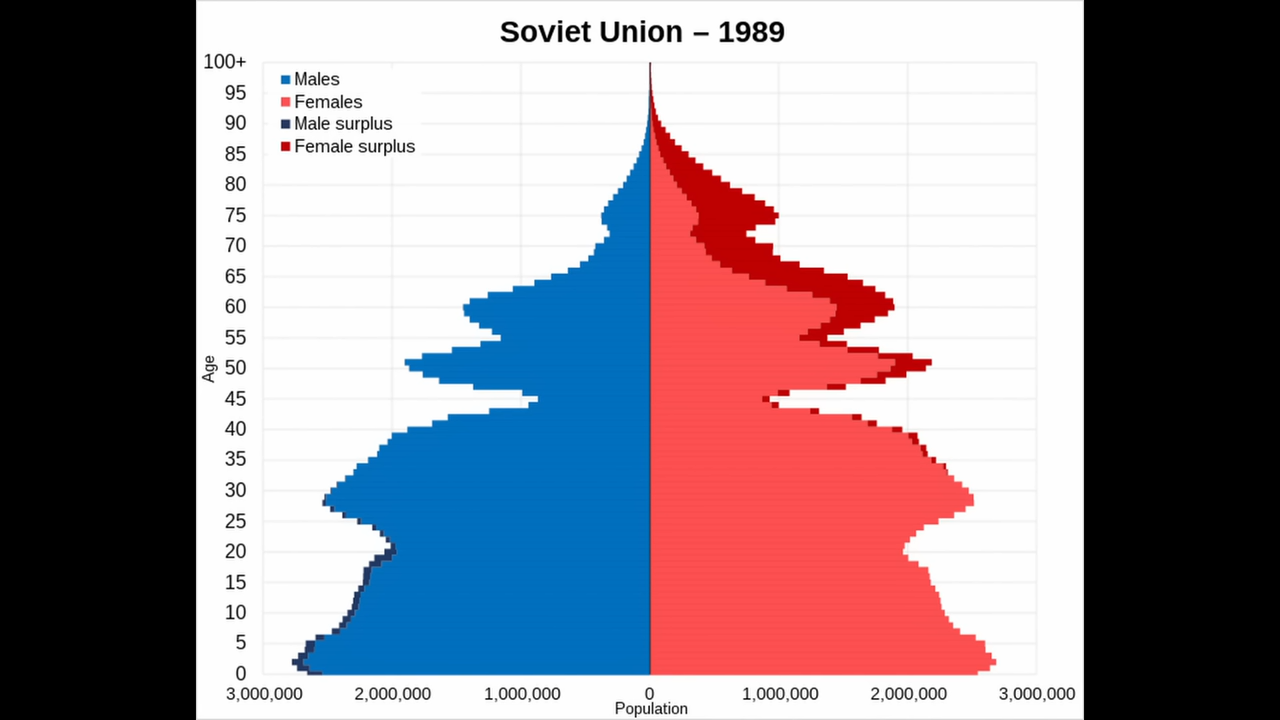 Soviet Union – 1989
100+
95
90
85
80
75
70
65
60
55
50
45
40
35
30
25
20
15
10
5
0
Age
Males
Females
Male surplus
Female surplus
3,000,000 2,000,000 1,000,000 0 1,000,000 2,000,000 3,000,000
Population